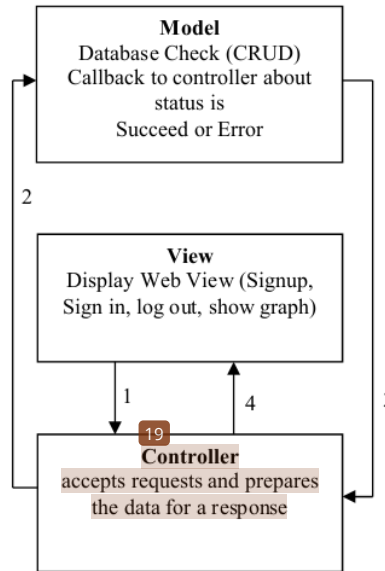 Model
Database Check (CRUD)
Callback to controller about
status is
Succeed or Error
2
View
Display Web View (Signup,
Sign in, log out, show graph)
1
4
19
Controller
accepts requests and prepares
the data for a response